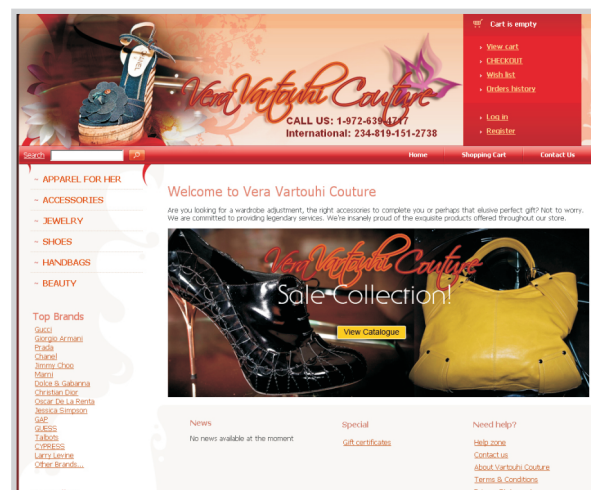 Cart is empty
View cart
CHECKOUT
Wish list
Orders history
Log in
Register
CHANEL
Vera Vartouhi Couture
CALL US: 1-972-639-4717
International: 234-819-151-2738
Search
Home
Shopping Cart
Contact Us
~ APPAREL FOR HER
~ ACCESSORIES
~ JEWELRY
~ SHOES
~ HANDBAGS
~ BEAUTY
Top Brands
Gucci
Giorgio Armani
Prada
Chanel
Jimmy Choo
Marni
Dolce & Gabanna
Christian Dior
Oscar De La Renta
Jessica Simpson
GAP
GUESS
Talbots
CYPRESS
Larry Levine
Other Brands...
Welcome to Vera Vartouhi Couture
Are you looking for a wardrobe adjustment, the right accessories to complete you or perhaps that elusive perfect gift? Not to worry.
We are committed to providing legendary services. We're insanely proud of the exquisite products offered throughout our store.
Vera Vartouhi Couture
Sale Collection!
View Catalogue
News
No news available at the moment
Special
Gift certificates
Need help?
Help zone
Contact us
About Vartouhi Couture
Terms & Conditions